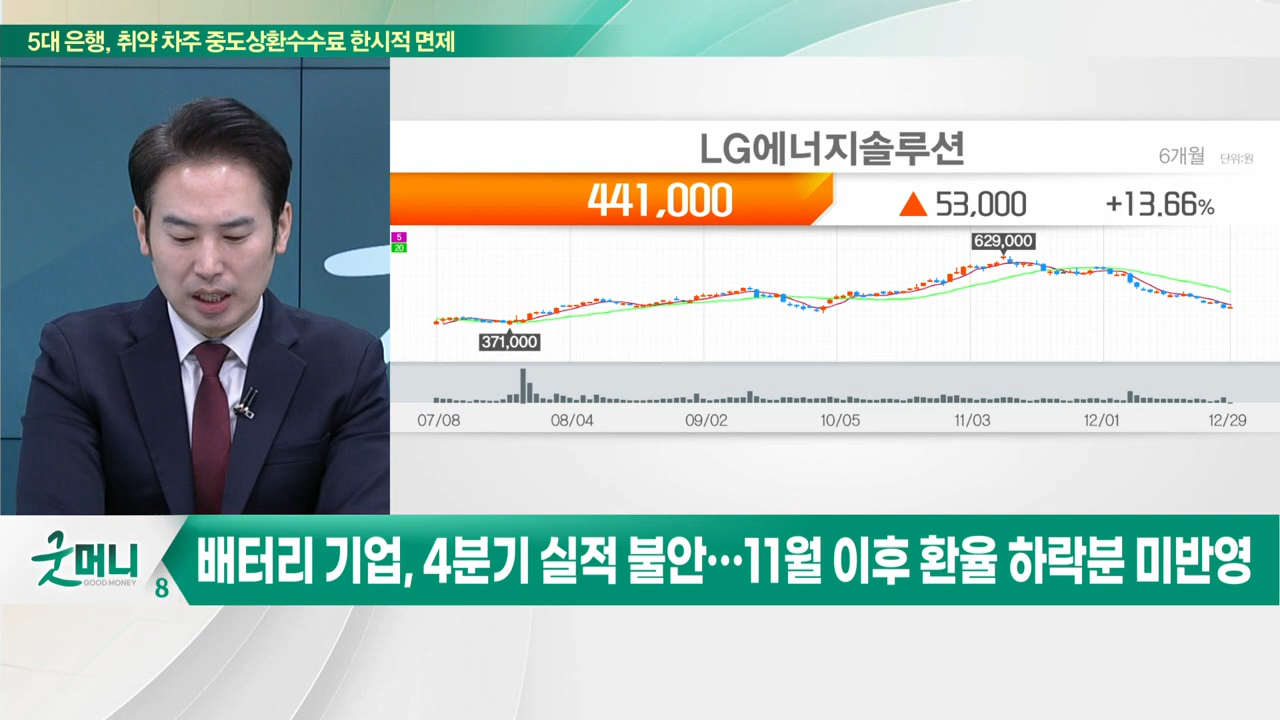 5대 은행, 취약 차주 중도상환수수료 한시적 면제
LG에너지솔루션
6개월 단위:원
441,000 ▲ 53,000 +13.66%
5
20
629,000
371,000
07/08 08/04 09/02 10/05 11/03 12/01 12/29
굿머니
GOOD MONEY
8
배터리 기업, 4분기 실적 불안…11월 이후 환율 하락분 미반영